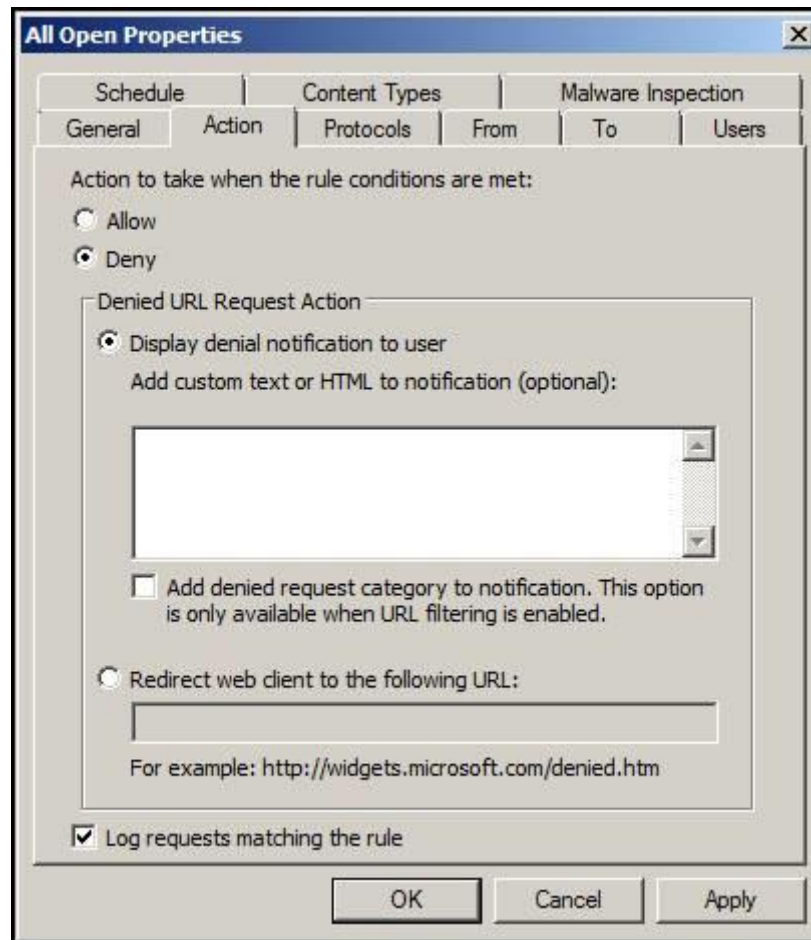 All Open Properties
Schedule Content Types Malware Inspection
General Action Protocols From To Users
Action to take when the rule conditions are met:
Allow
Deny
Denied URL Request Action
Display denial notification to user
Add custom text or HTML to notification (optional):
Add denied request category to notification. This option
is only available when URL filtering is enabled.
Redirect web client to the following URL:
For example: http://widgets.microsoft.com/denied.htm
Log requests matching the rule
OK Cancel Apply